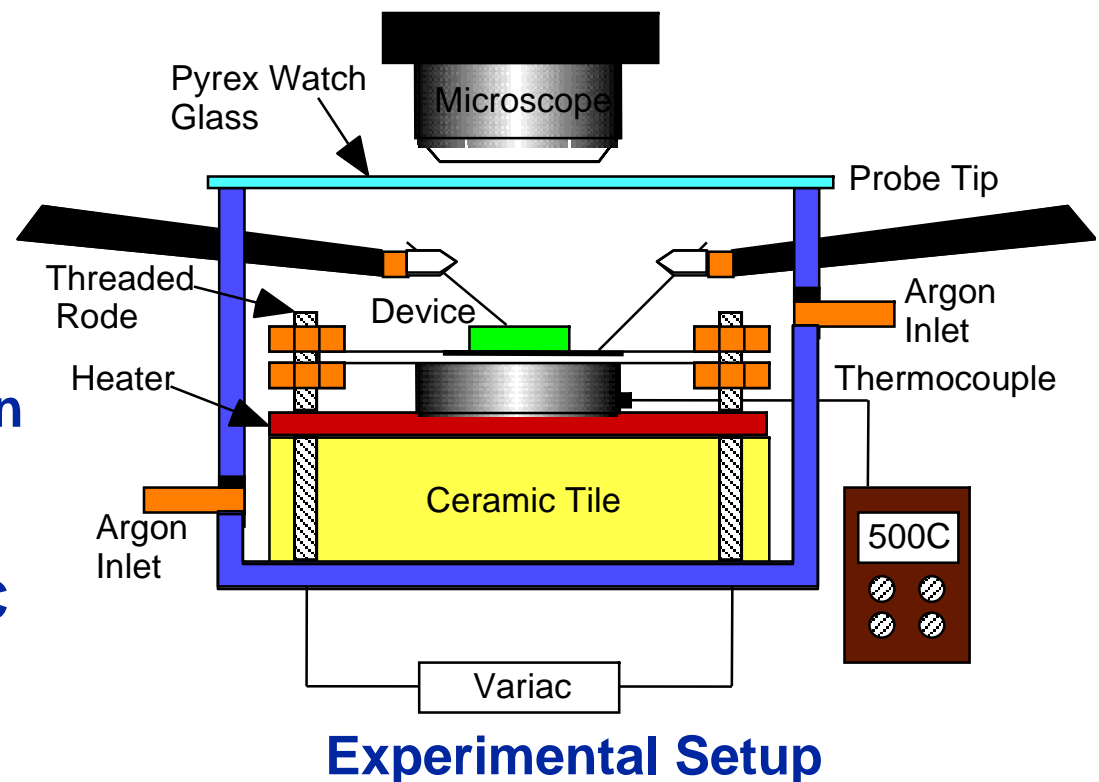 Pyrex Watch
Glass
Microscope
Probe Tip
Threaded
Rode
Device
Argon
Inlet
Heater
Thermocouple
n
Ceramic Tile
Argon
Inlet
500C
c
Variac
Experimental Setup